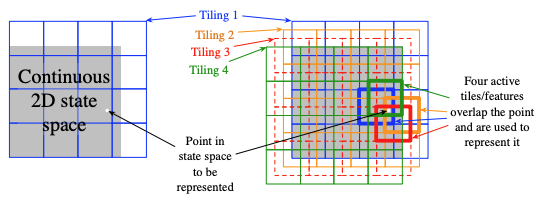 Tiling 1
Tiling 2
Tiling 3
Tiling 4
Continuous
2D state
space
Point in
state space
to be
represented
Four active
tiles/features
overlap the point
and are used to
represent it